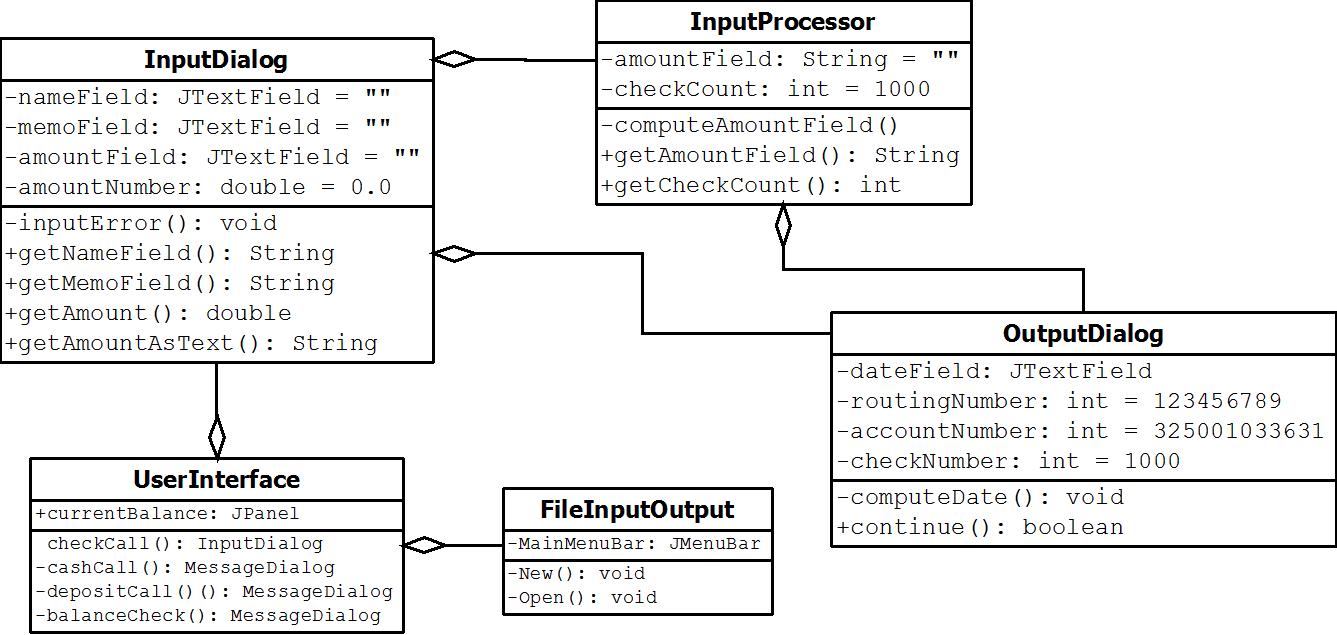 InputProcessor
-amountField: String = ""
-checkCount: int = 1000
-computeAmountField()
+getAmountField(): String
+getCheckCount(): int
InputDialog
-nameField: JTextField = ""
-memoField: JTextField = ""
-amountField: JTextField = ""
-amountNumber: double = 0.0
-inputError(): void
+getNameField(): String
+getMemoField(): String
+getAmount(): double
+getAmountAsText(): String
OutputDialog
-dateField: JTextField
-routingNumber: int = 123456789
-accountNumber: int = 325001033631
-checkNumber: int = 1000
-computeDate(): void
+continue(): boolean
UserInterface
+currentBalance: JPanel
checkCall(): InputDialog
-cashCall(): MessageDialog
-depositCall()(): MessageDialog
-balanceCheck(): MessageDialog
FileInputOutput
-MainMenuBar: JMenuBar
-New(): void
-Open(): void